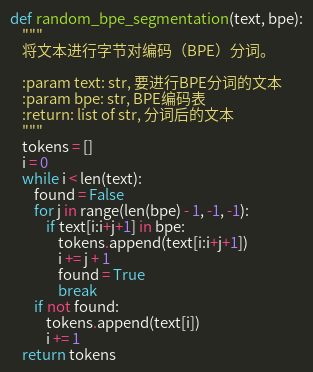 def random_bpe_segmentation(text, bpe):
    """
    将文本进行字节对编码（BPE）分词。

    :param text: str, 要进行BPE分词的文本
    :param bpe: str, BPE编码表
    :return: list of str, 分词后的文本
    """
    tokens = []
    i = 0
    while i < len(text):
        found = False
        for j in range(len(bpe) - 1, -1, -1):
            if text[i:i+j+1] in bpe:
                tokens.append(text[i:i+j+1])
                i += j + 1
                found = True
                break
        if not found:
            tokens.append(text[i])
            i += 1
    return tokens